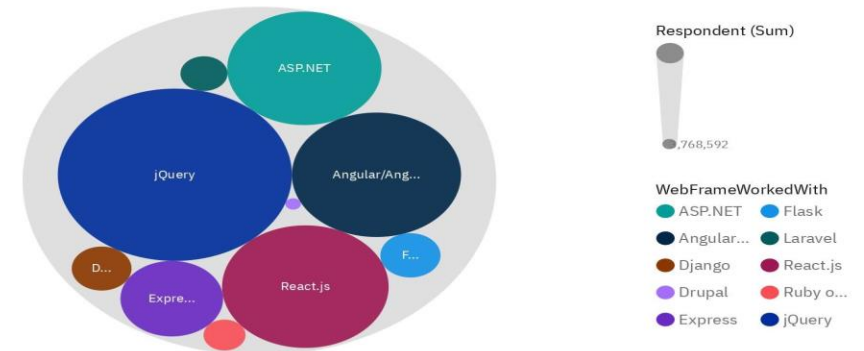 ASP.NET
jQuery
Angular/Ang...
D...
F...
Expre...
React.js
Respondent (Sum)
,768,592
WebFrameWorkedWith
ASP.NET
Flask
Angular...
Laravel
Django
React.js
Drupal
Ruby o...
Express
jQuery